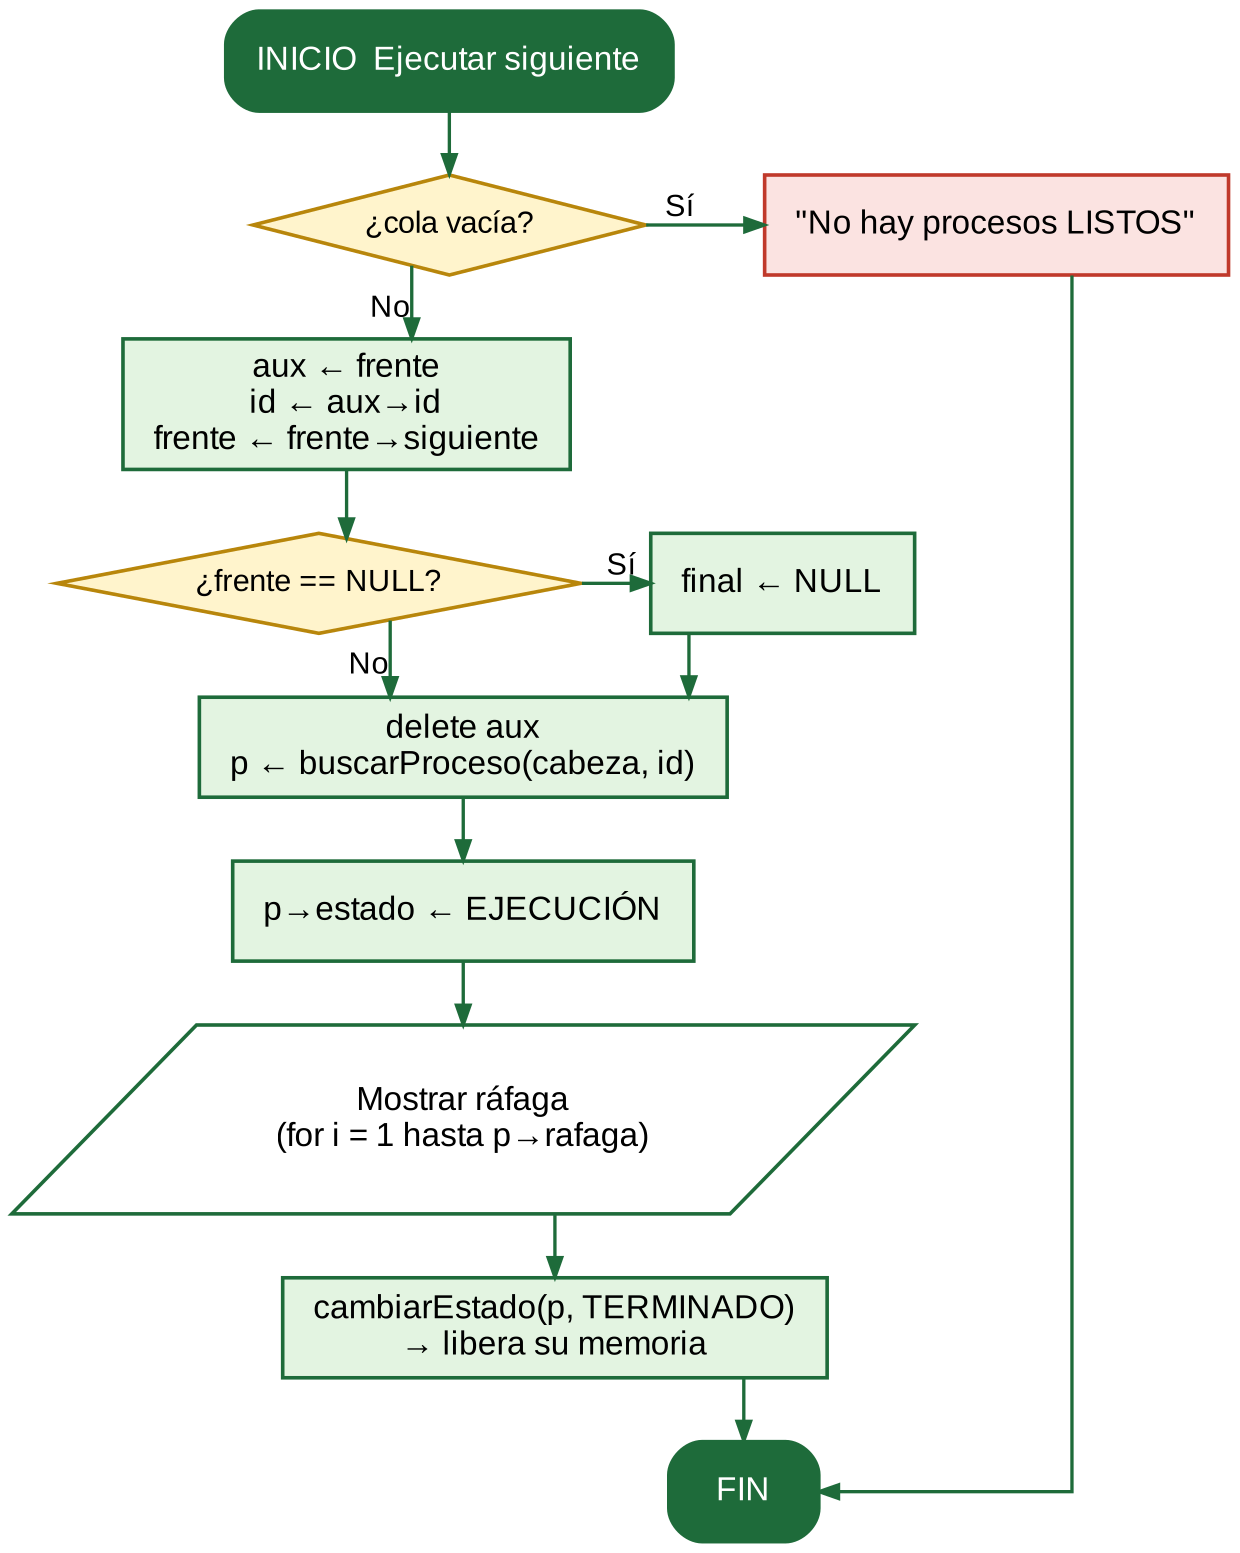 INICIO  Ejecutar siguiente
¿cola vacía?
Sí
"No hay procesos LISTOS"
No
aux ← frente
id ← aux→id
frente ← frente→siguiente
¿frente == NULL?
Sí
final ← NULL
No
delete aux
p ← buscarProceso(cabeza, id)
p→estado ← EJECUCIÓN
Mostrar ráfaga
(for i = 1 hasta p→rafaga)
cambiarEstado(p, TERMINADO)
→ libera su memoria
FIN